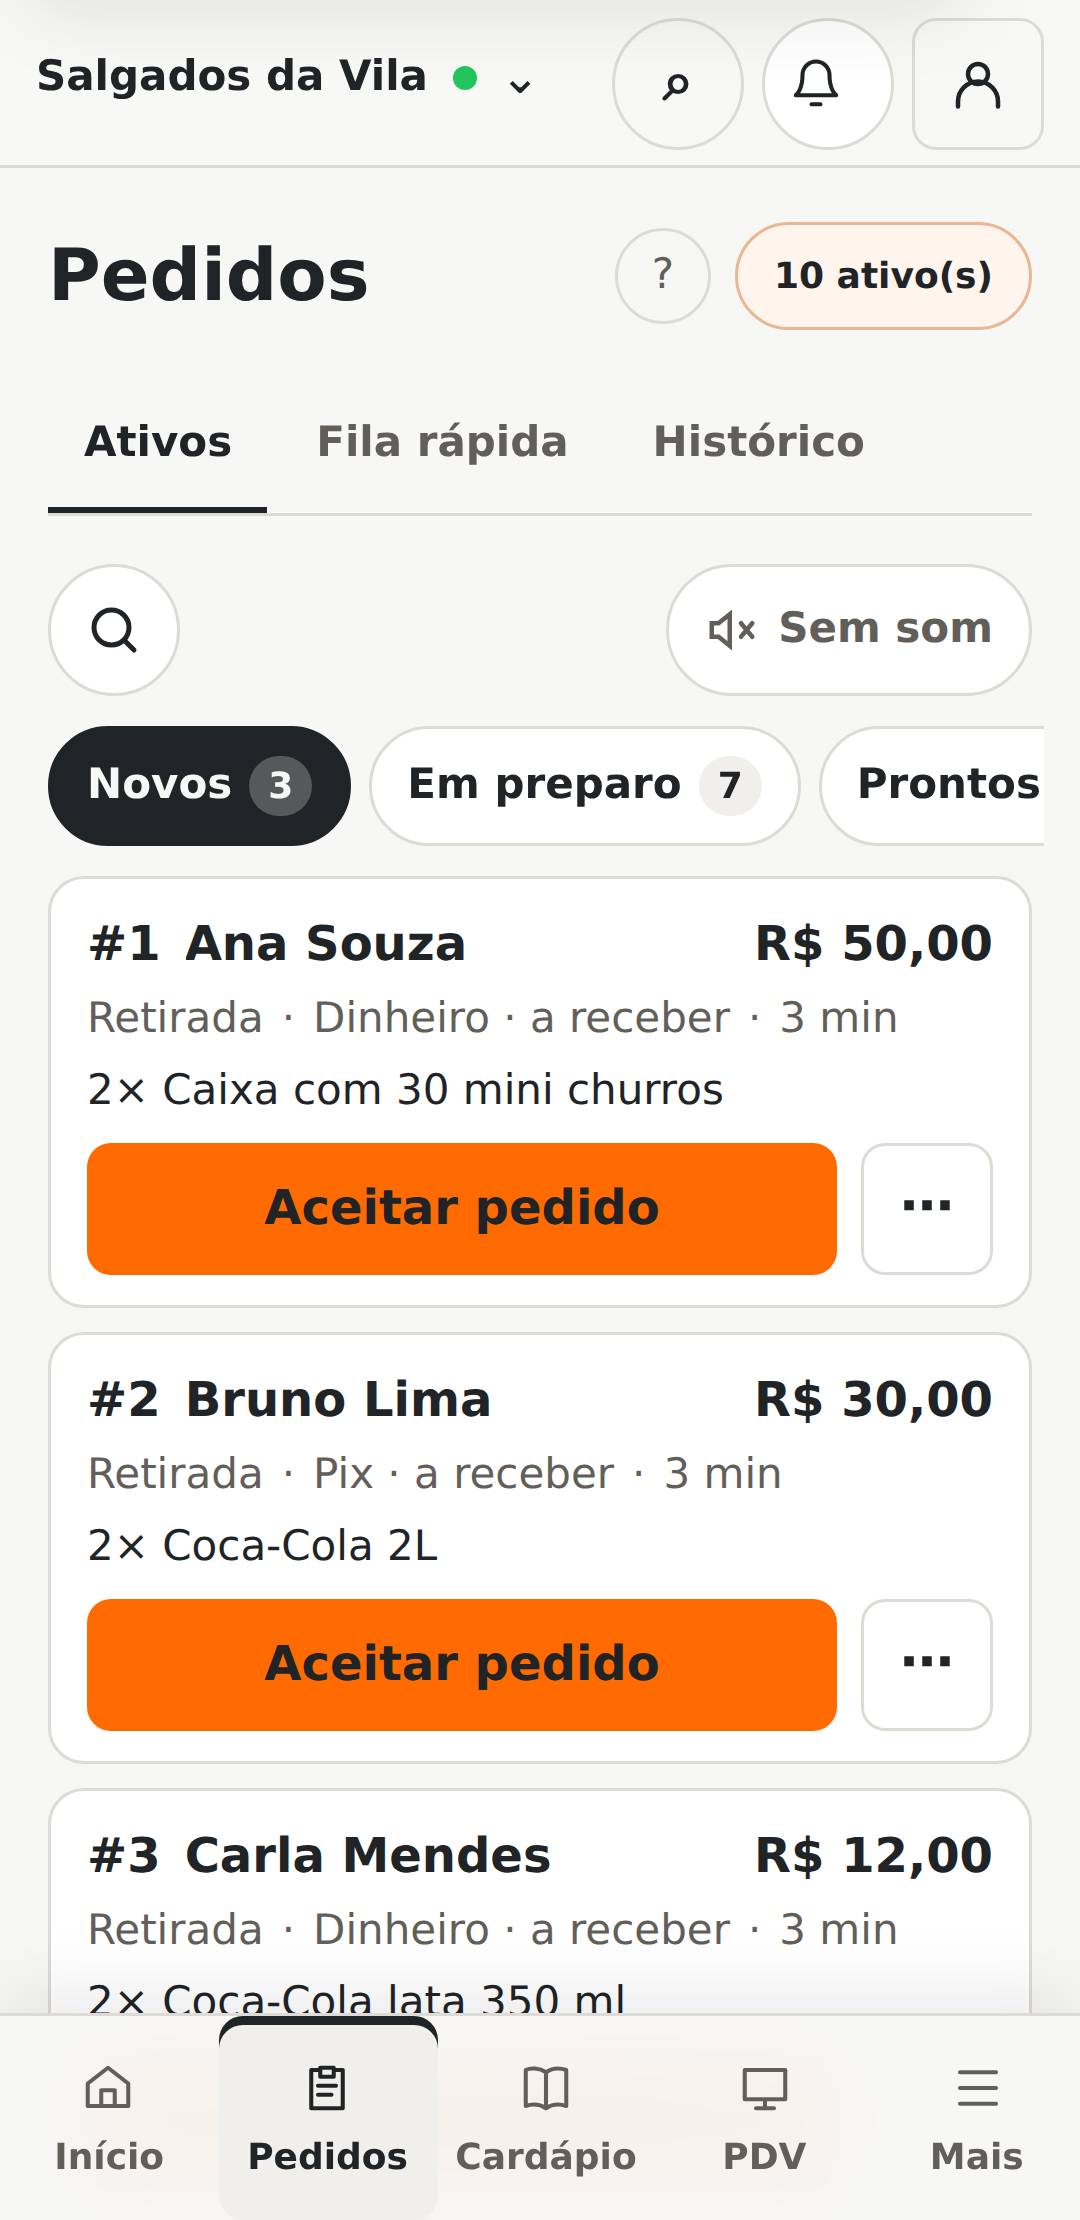 Salgados da Vila
Pedidos
?
10 ativo(s)
Ativos
Fila rápida
Histórico
Sem som
Novos 3
Em preparo 7
Prontos
#1 Ana Souza R$ 50,00
Retirada · Dinheiro · a receber · 3 min
2× Caixa com 30 mini churros
Aceitar pedido
#2 Bruno Lima R$ 30,00
Retirada · Pix · a receber · 3 min
2× Coca-Cola 2L
Aceitar pedido
#3 Carla Mendes R$ 12,00
Retirada · Dinheiro · a receber · 3 min
2× Coca-Cola lata 350 ml
Início
Pedidos
Cardápio
PDV
Mais